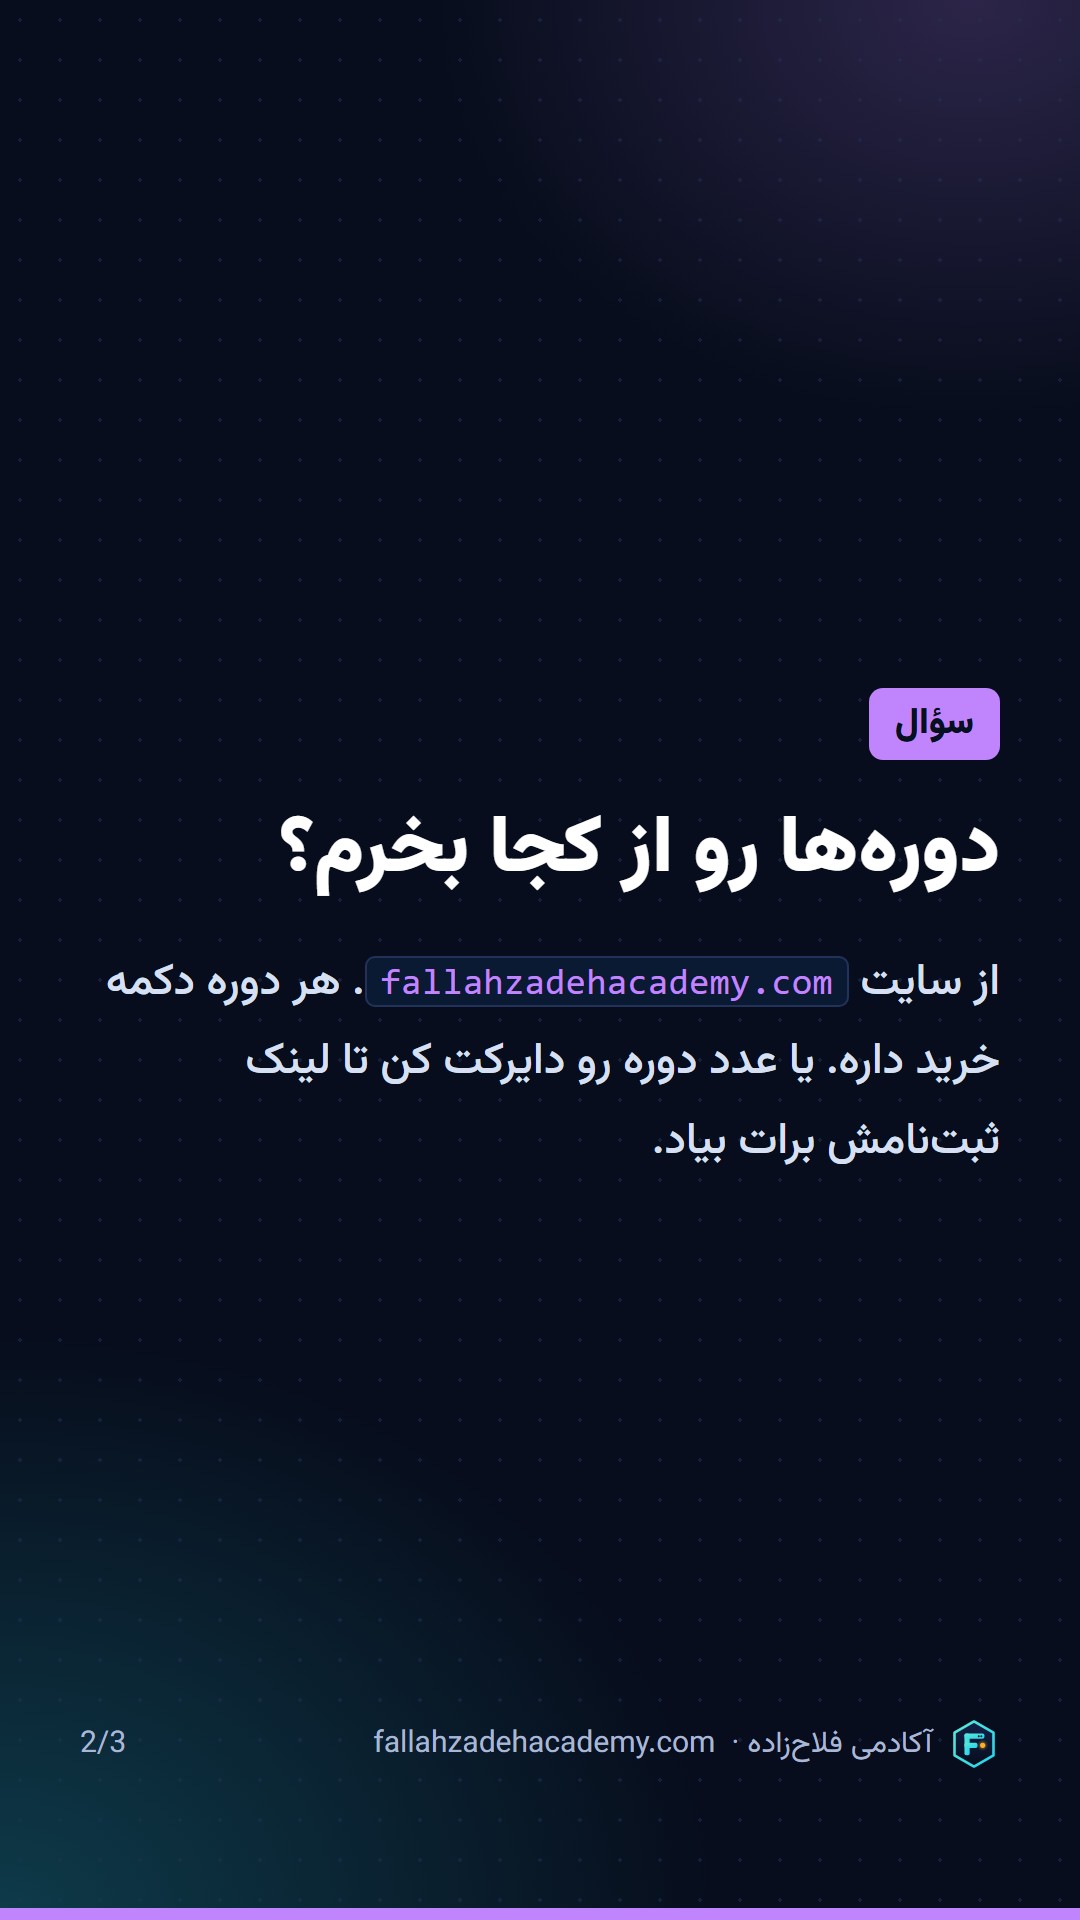 سؤال
دوره‌ها رو از کجا بخرم؟
از سایت fallahzadehacademy.com. هر دوره دکمه
خرید داره. یا عدد دوره رو دایرکت کن تا لینک
ثبت‌نامش برات بیاد.
آکادمی فلاح‌زاده · fallahzadehacademy.com
2/3